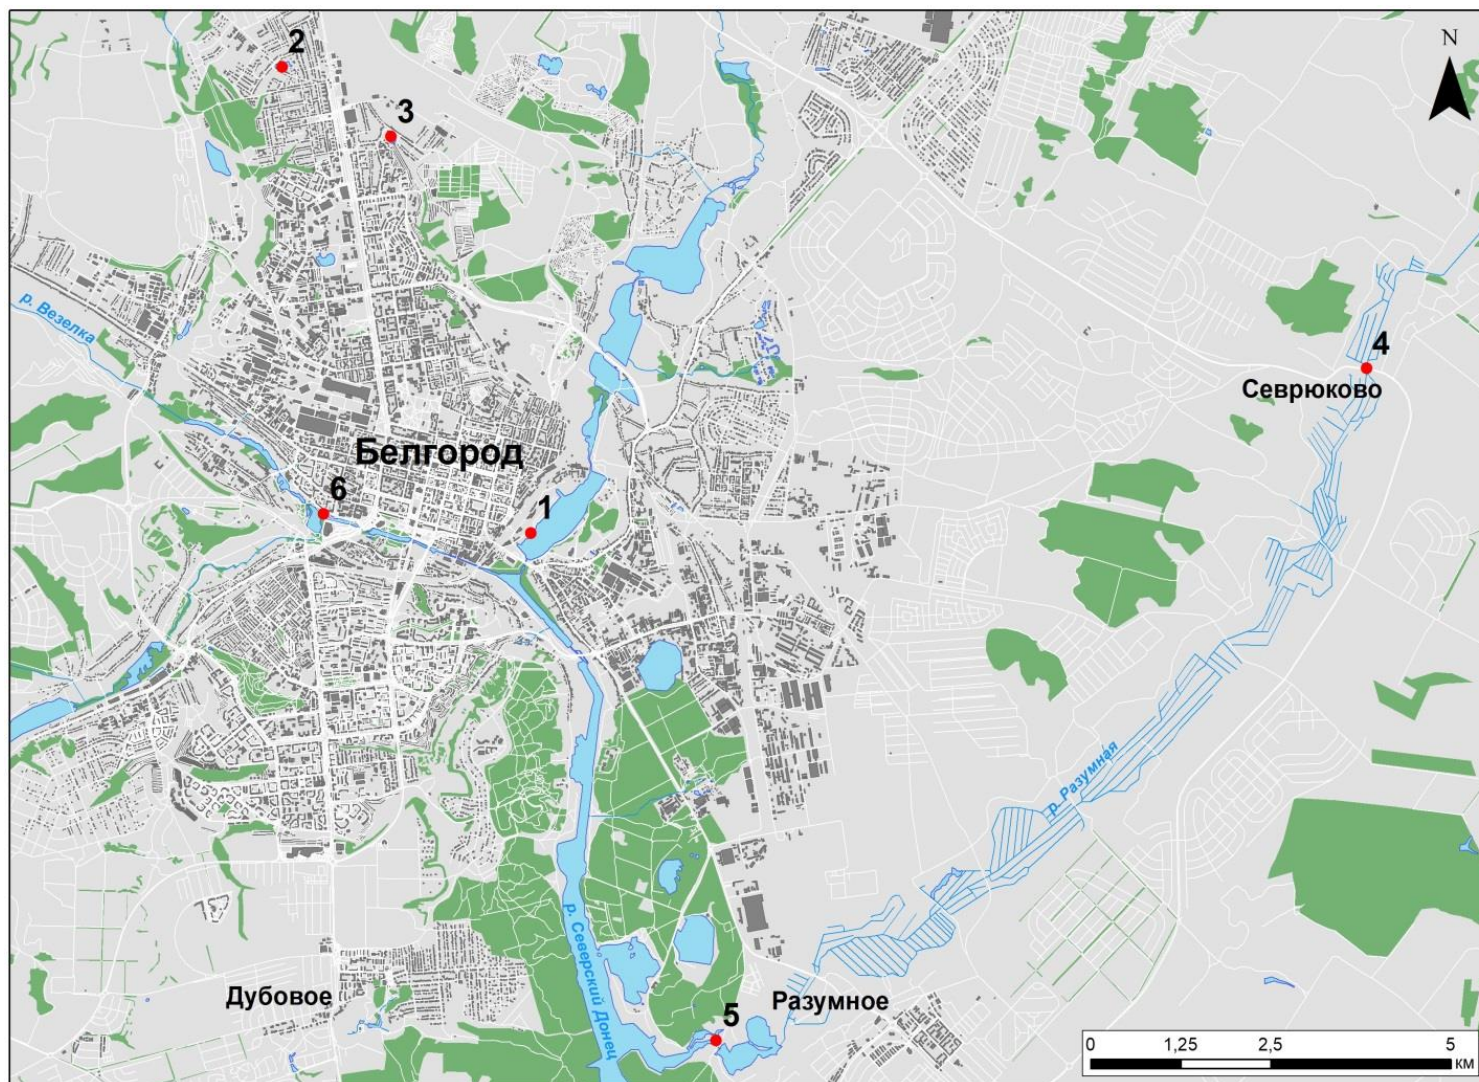 2
N
3
р. Везелка
4
Севрюково
Белгород
6
1
р. Разумная
р. Северский Донец
Дубовое
Разумное
5
0 1,25 2,5 5
КМ